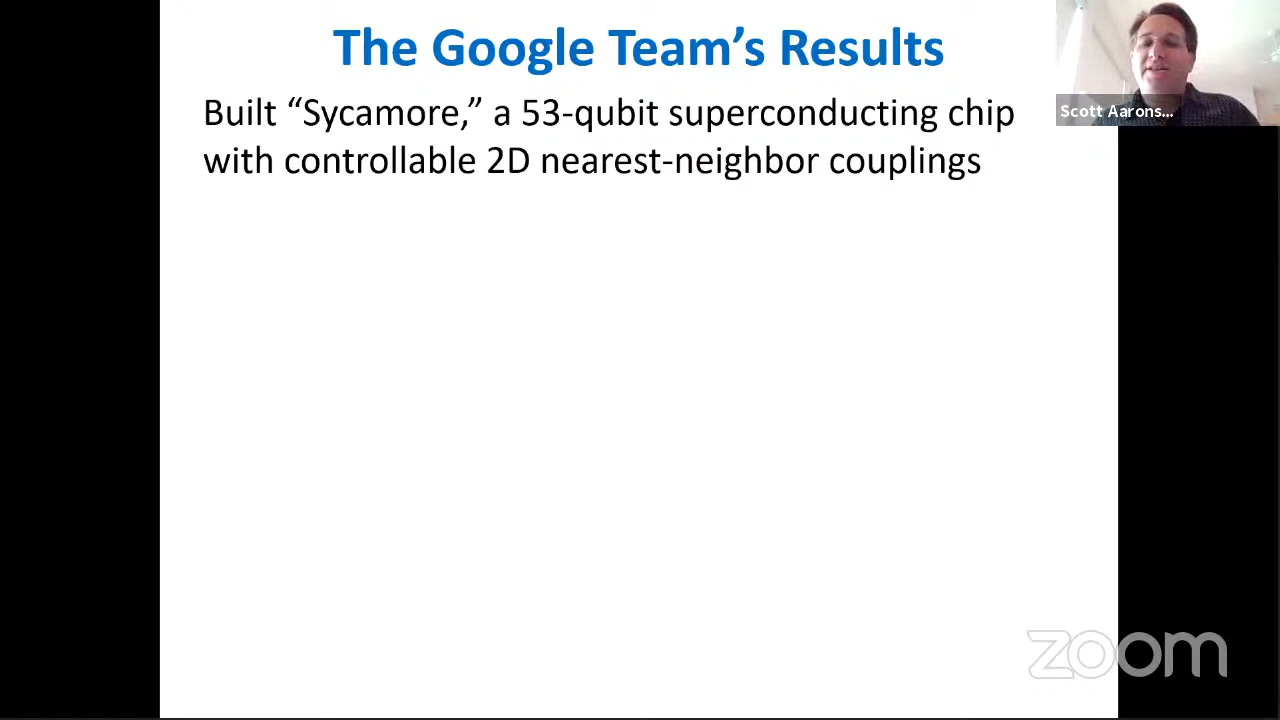 The Google Team’s Results
Built “Sycamore,” a 53-qubit superconducting chip
with controllable 2D nearest-neighbor couplings
Scott Aarons...
zoom